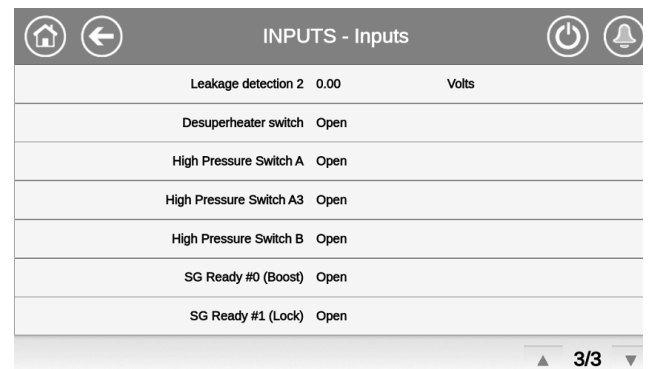 INPUTS - Inputs
Leakage detection 2 0.00 Volts
Desuperheater switch Open
High Pressure Switch A Open
High Pressure Switch A3 Open
High Pressure Switch B Open
SG Ready #0 (Boost) Open
SG Ready #1 (Lock) Open
3/3